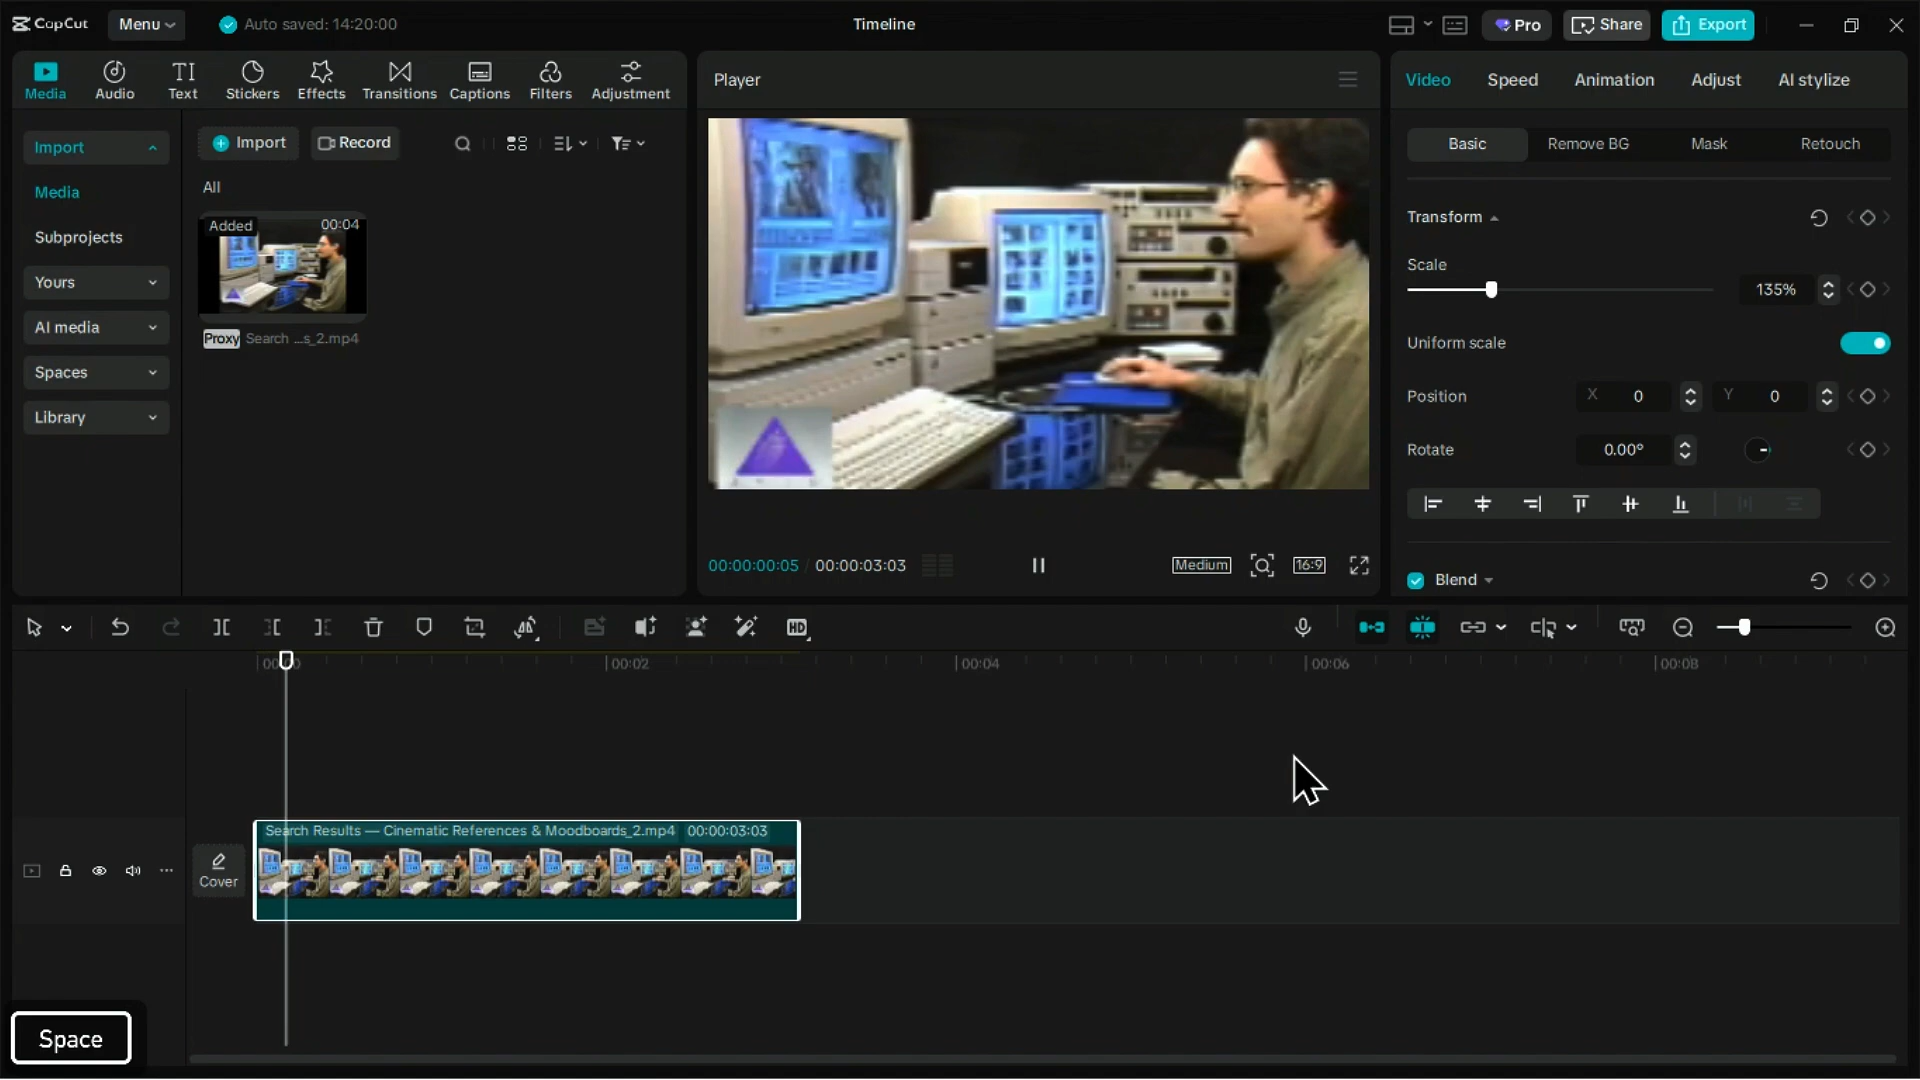 CapCut
Menu
Auto saved: 14:20:00
Timeline
Pro
Share
Export
Media
Audio
TI
Text
Stickers
Effects
Transitions
Captions
Filters
Adjustment
Player
Video
Speed
Animation
Adjust
AI stylize
Import
Media
Subprojects
Yours
AI media
Spaces
Library
Import
Record
All
Added
00:04
Proxy
Search ...s_2.mp4
00:00:00:05 / 00:00:03:03
Medium
16:9
Basic
Remove BG
Mask
Retouch
Transform
Scale
135%
Uniform scale
Position
X 0
Y 0
Rotate
0.00°
Blend
HD
00:00
00:02
00:04
00:06
00:08
Cover
Search Results — Cinematic References & Moodboards_2.mp4 00:00:03:03
Space